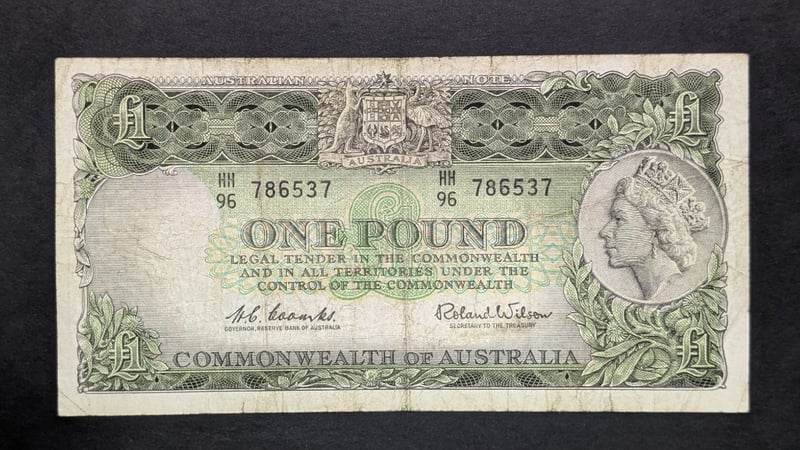 AUSTRALIAN NOTE
£1 £1
AUSTRALIA
HH 96 786537 HH 96 786537
ONE POUND
LEGAL TENDER IN THE COMMONWEALTH
AND IN ALL TERRITORIES UNDER THE
CONTROL OF THE COMMONWEALTH
H.C. Coombs. Roland Wilson
GOVERNOR, RESERVE BANK OF AUSTRALIA SECRETARY TO THE TREASURY
£1 £1
COMMONWEALTH OF AUSTRALIA